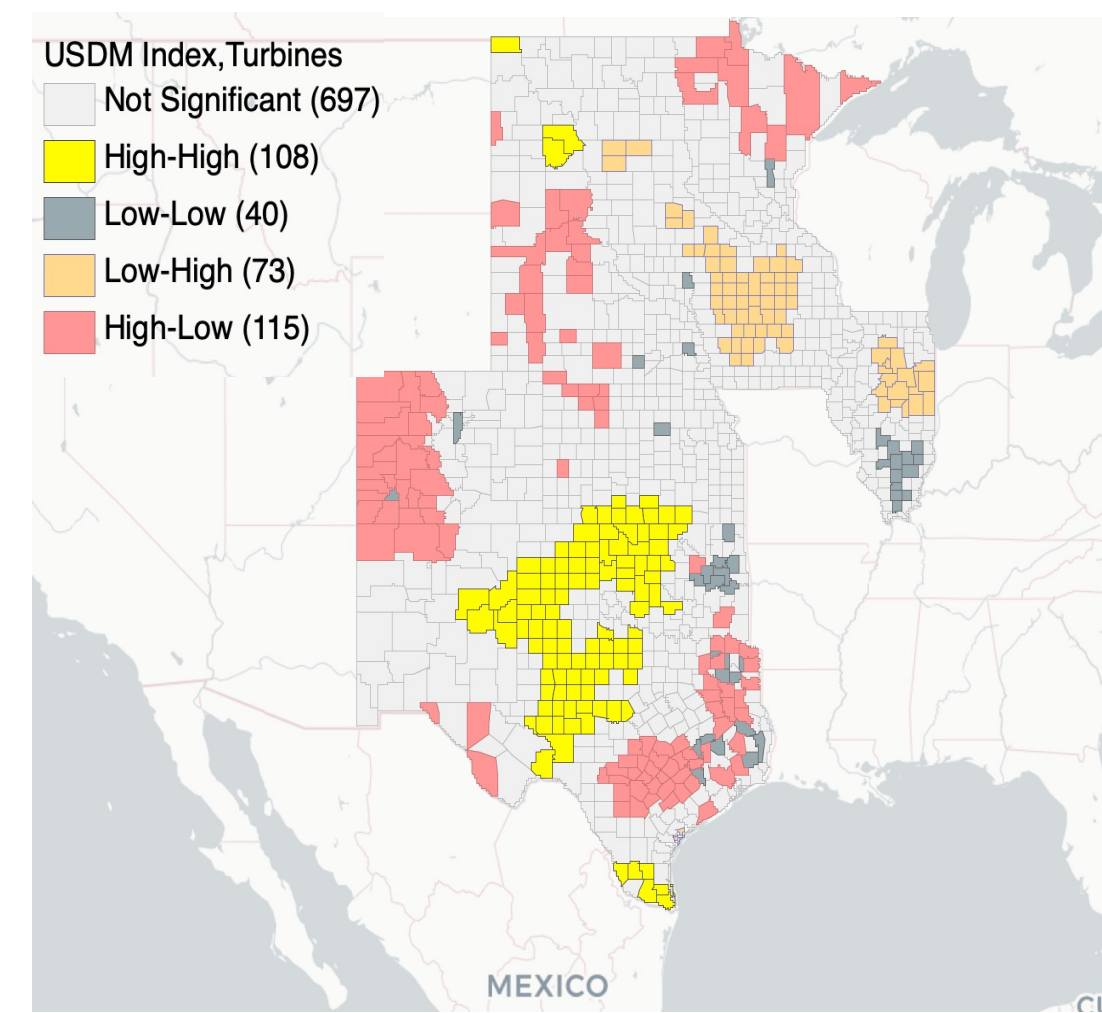 USDM Index,Turbines
Not Significant (697)
High-High (108)
Low-Low (40)
Low-High (73)
High-Low (115)
MEXICO